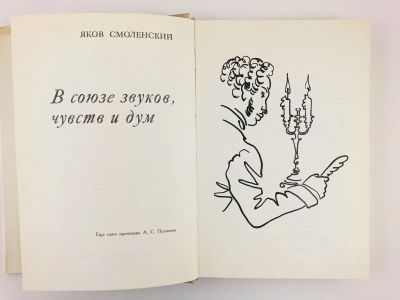 ЯКОВ СМОЛЕНСКИЙ
В союзе звуков,
чувств и дум
Еще одно прочтение А. С. Пушкина